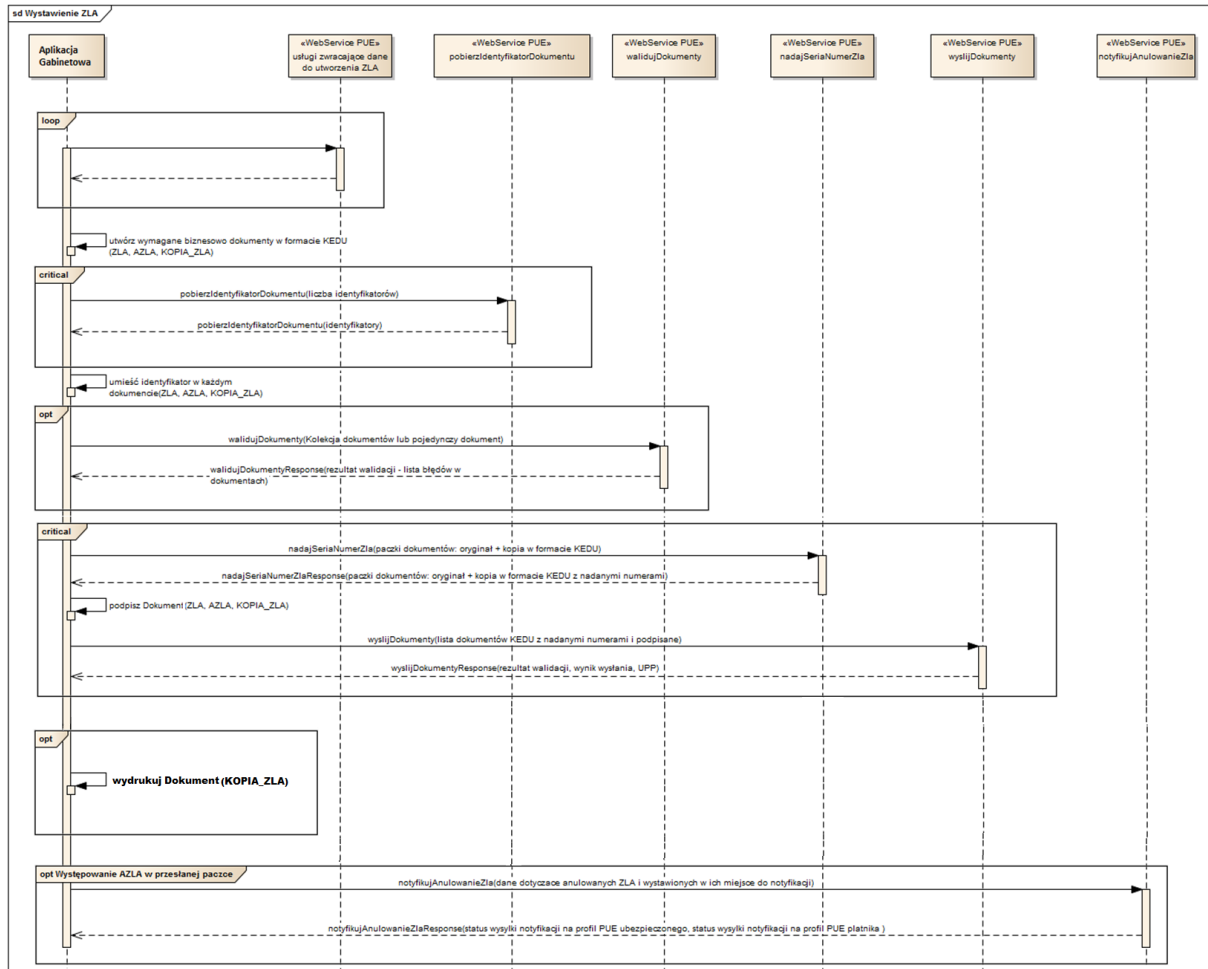 sd Wystawienie ZLA
Aplikacja
Gabinetowa
«WebService PUE»
usługi zwracające dane
do utworzenia ZLA
«WebService PUE»
pobierzIdentyfikatorDokumentu
«WebService PUE»
walidujDokumenty
«WebService PUE»
nadajSeriaNumerZla
«WebService PUE»
wyslijDokumenty
«WebService PUE»
notyfikujAnulowanieZla
loop
utwórz wymagane biznesowo dokumenty w formacie KEDU
(ZLA, AZLA, KOPIA_ZLA)
critical
pobierzIdentyfikatorDokumentu(liczba identyfikatorów)
pobierzIdentyfikatorDokumentu(identyfikatory)
umieść identyfikator w każdym
dokumencie(ZLA, AZLA, KOPIA_ZLA)
opt
walidujDokumenty(Kolekcja dokumentów lub pojedynczy dokument)
walidujDokumentyResponse(rezultat walidacji - lista błędów w
dokumentach)
critical
nadajSeriaNumerZla(paczki dokumentów: oryginał + kopia w formacie KEDU)
nadajSeriaNumerZlaResponse(paczki dokumentów: oryginał + kopia w formacie KEDU z nadanymi numerami)
podpisz Dokument(ZLA, AZLA, KOPIA_ZLA)
wyslijDokumenty(lista dokumentów KEDU z nadanymi numerami i podpisane)
wyslijDokumentyResponse(rezultat walidacji, wynik wysłania, UPP)
opt
wydrukuj Dokument (KOPIA_ZLA)
opt Występowanie AZLA w przesłanej paczce
notyfikujAnulowanieZla(dane dotyczace anulowanych ZLA i wystawionych w ich miejsce do notyfikacji)
notyfikujAnulowanieZlaResponse(status wysylki notyfikacji na profil PUE ubezpieczonego, status wysylki notyfikacji na profil PUE platnika )